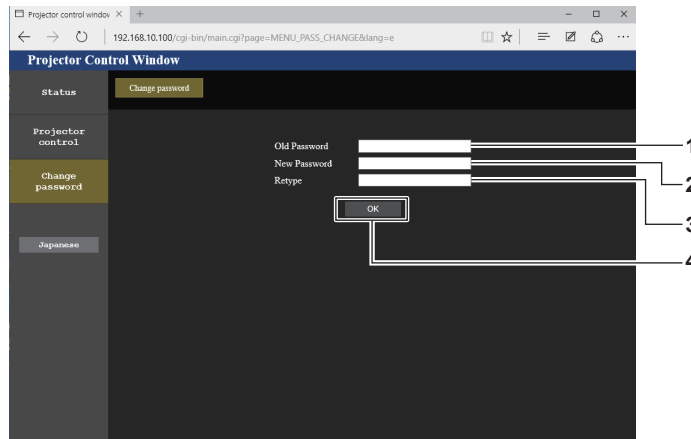 Projector control window
192.168.10.100/cgi-bin/main.cgi?page=MENU_PASS_CHANGE&lang=e
Projector Control Window
Status
Change password
Projector
control
Change
password
Japanese
Old Password
New Password
Retype
OK
1
2
3
4